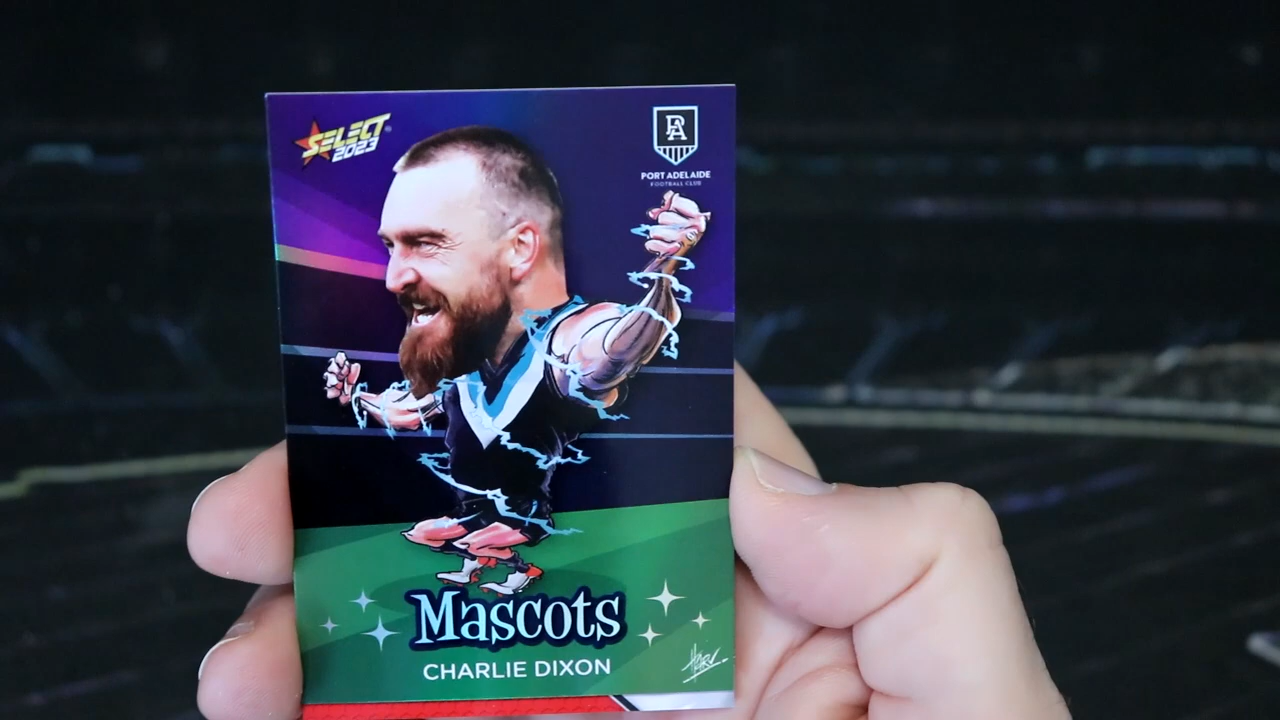 SELECT
2023
PA
PORT ADELAIDE
FOOTBALL CLUB
Mascots
CHARLIE DIXON